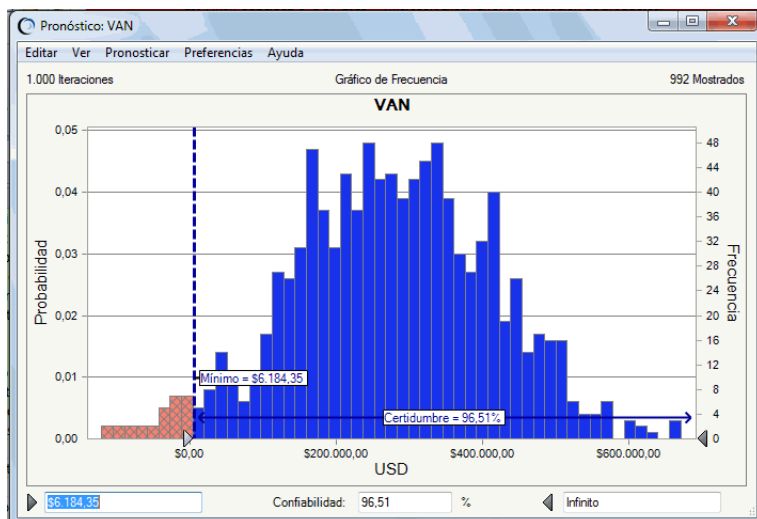 Pronóstico: VAN
Editar Ver Pronosticar Preferencias Ayuda
1.000 Iteraciones Gráfico de Frecuencia 992 Mostrados
VAN
Probabilidad
0,05
0,04
0,03
0,02
0,01
0,00
Mínimo = $6.184,35
Certidumbre = 96,51%
48
44
40
36
32
28
24
20
16
12
8
4
0
Frecuencia
$0,00 $200.000,00 $400.000,00 $600.000,00
USD
$6.184,35 Confiabilidad: 96,51 % Infinito